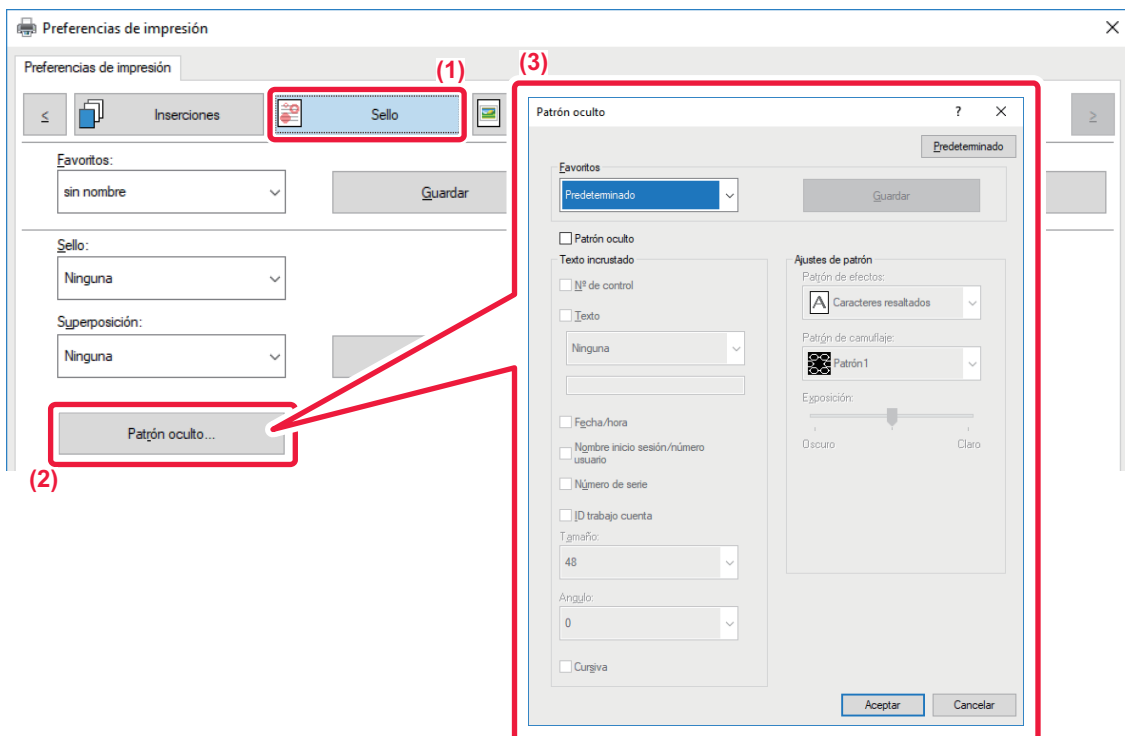 Preferencias de impresión
Preferencias de impresión
(1)
(3)
<
Inserciones
Sello
>
Favoritos:
sin nombre
Guardar
Sello:
Ninguna
Superposición:
Ninguna
Patrón oculto...
(2)
Patrón oculto
?
Predeterminado
Favoritos
Predeterminado
Guardar
Patrón oculto
Texto incrustado
Nº de control
Texto
Ninguna
Fecha/hora
Nombre inicio sesión/número
usuario
Número de serie
ID trabajo cuenta
Tamaño:
48
Angulo:
0
Cursiva
Ajustes de patrón
Patrón de efectos:
A
Caracteres resaltados
Patrón de camuflaje:
Patrón1
Exposición:
Oscuro
Claro
Aceptar
Cancelar